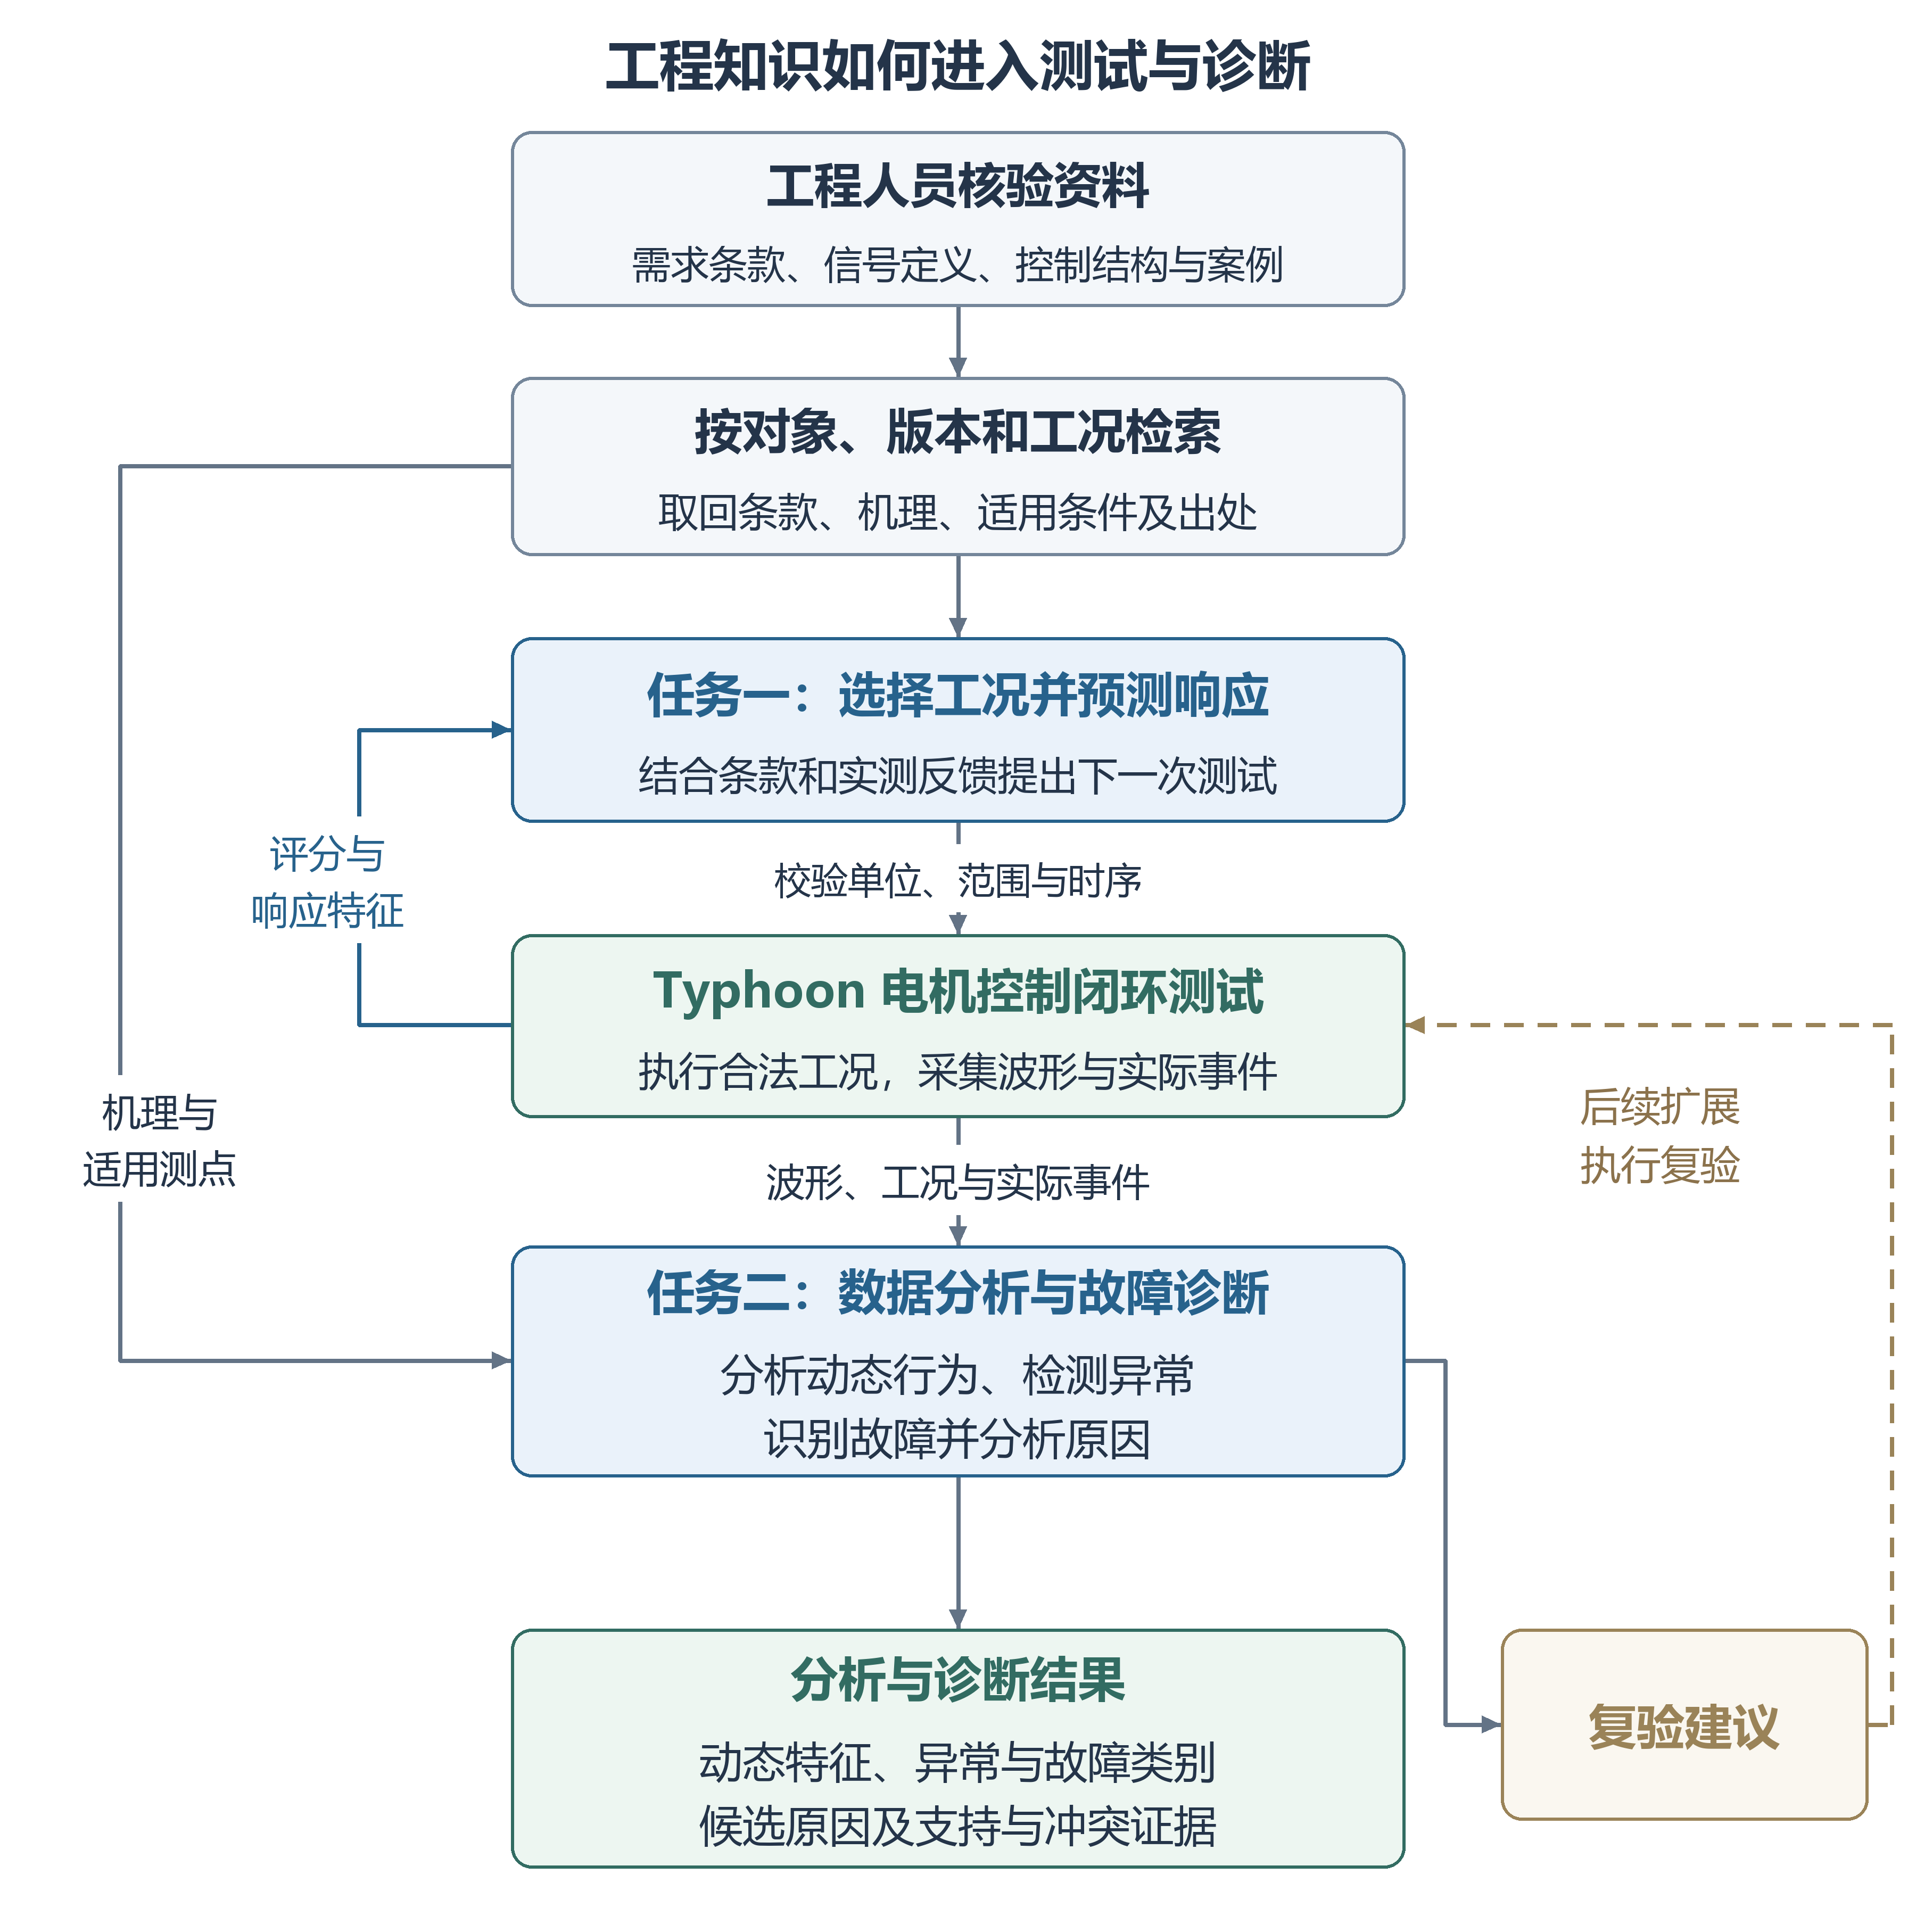 工程知识如何进入测试与诊断
工程人员核验资料
需求条款、信号定义、控制结构与案例
按对象、版本和工况检索
取回条款、机理、适用条件及出处
任务一：选择工况并预测响应
结合条款和实测反馈提出下一次测试
评分与
响应特征
校验单位、范围与时序
Typhoon 电机控制闭环测试
执行合法工况，采集波形与实际事件
机理与
适用测点
后续扩展
执行复验
波形、工况与实际事件
任务二：数据分析与故障诊断
分析动态行为、检测异常
识别故障并分析原因
分析与诊断结果
动态特征、异常与故障类别
候选原因及支持与冲突证据
复验建议